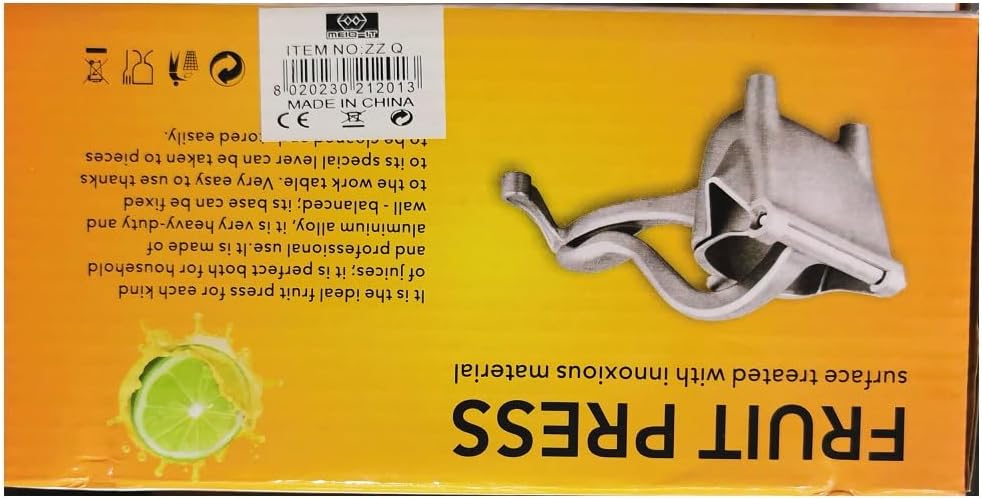 FRUIT PRESS
surface treated with innoxious material
It is the ideal fruit press for each kind
of juices; it is perfect both for household
and professional use.It is made of
aluminium alloy, it is very heavy-duty and
wall - balanced; its base can be fixed
to the work table. Very easy to use thanks
to its special lever can be taken to pieces
to be cleaned and stored easily.
ITEM NO:ZZ Q
8 020230 212013
MADE IN CHINA
CE